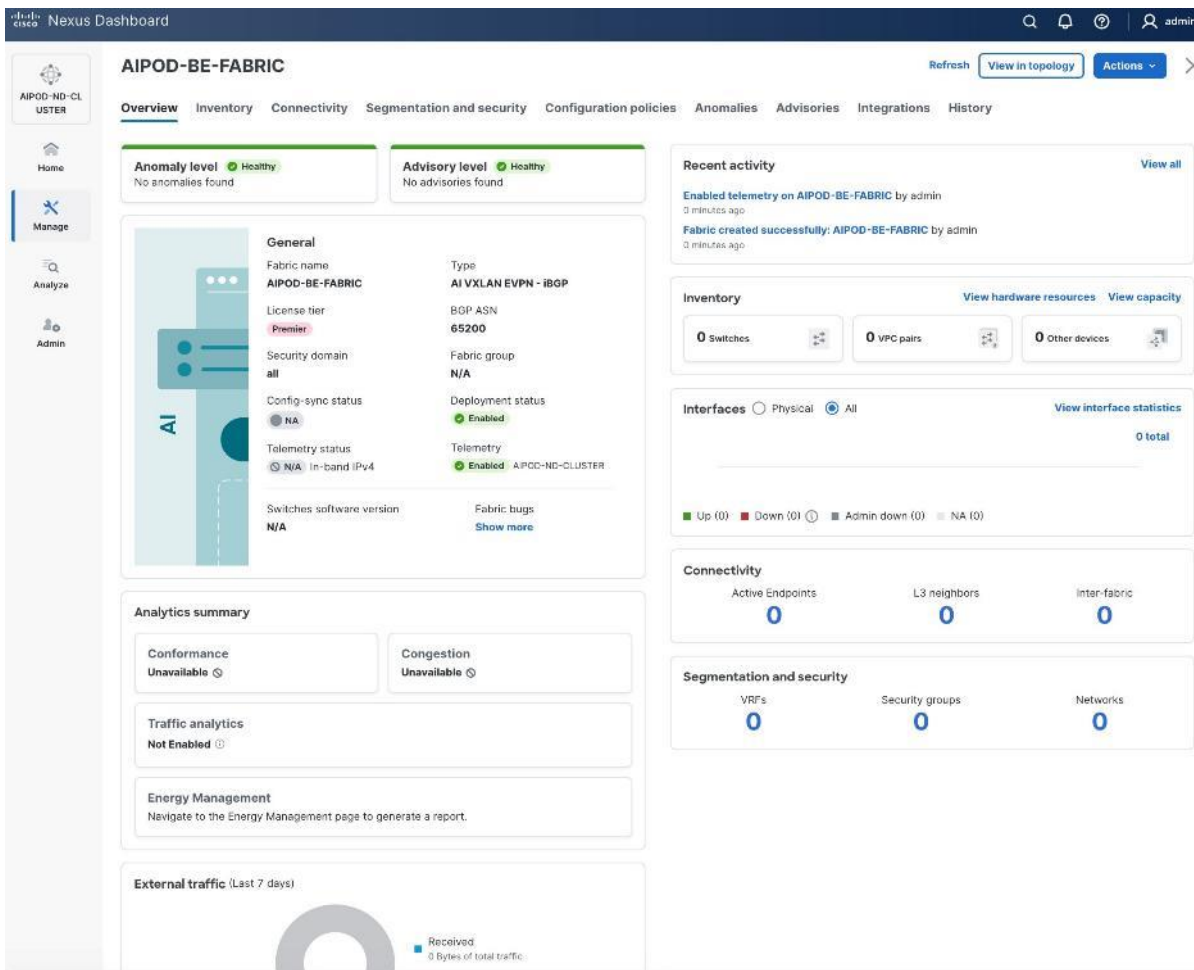 cisco Nexus Dashboard
admin
AIPOD-ND-CL
USTER
Home
Manage
Analyze
Admin
AIPOD-BE-FABRIC
Refresh
View in topology
Actions
Overview Inventory Connectivity Segmentation and security Configuration policies Anomalies Advisories Integrations History
Anomaly level Healthy
No anomalies found
Advisory level Healthy
No advisories found
AI
General
Fabric name
AIPOD-BE-FABRIC
Type
AI VXLAN EVPN - iBGP
License tier
Premier
BGP ASN
65200
Security domain
all
Fabric group
N/A
Config-sync status
NA
Deployment status
Enabled
Telemetry status
N/A In-band IPv4
Telemetry
Enabled AIPOD-ND-CLUSTER
Switches software version
N/A
Fabric bugs
Show more
Analytics summary
Conformance
Unavailable
Congestion
Unavailable
Traffic analytics
Not Enabled
Energy Management
Navigate to the Energy Management page to generate a report.
External traffic (Last 7 days)
Received
0 Bytes of total traffic
Recent activity
View all
Enabled telemetry on AIPOD-BE-FABRIC by admin
0 minutes ago
Fabric created successfully: AIPOD-BE-FABRIC by admin
0 minutes ago
Inventory
View hardware resources View capacity
0 Switches
0 VPC pairs
0 Other devices
Interfaces Physical All
View interface statistics
0 total
Up (0) Down (0) Admin down (0) NA (0)
Connectivity
Active Endpoints
0
L3 neighbors
0
Inter-fabric
0
Segmentation and security
VRFs
0
Security groups
0
Networks
0